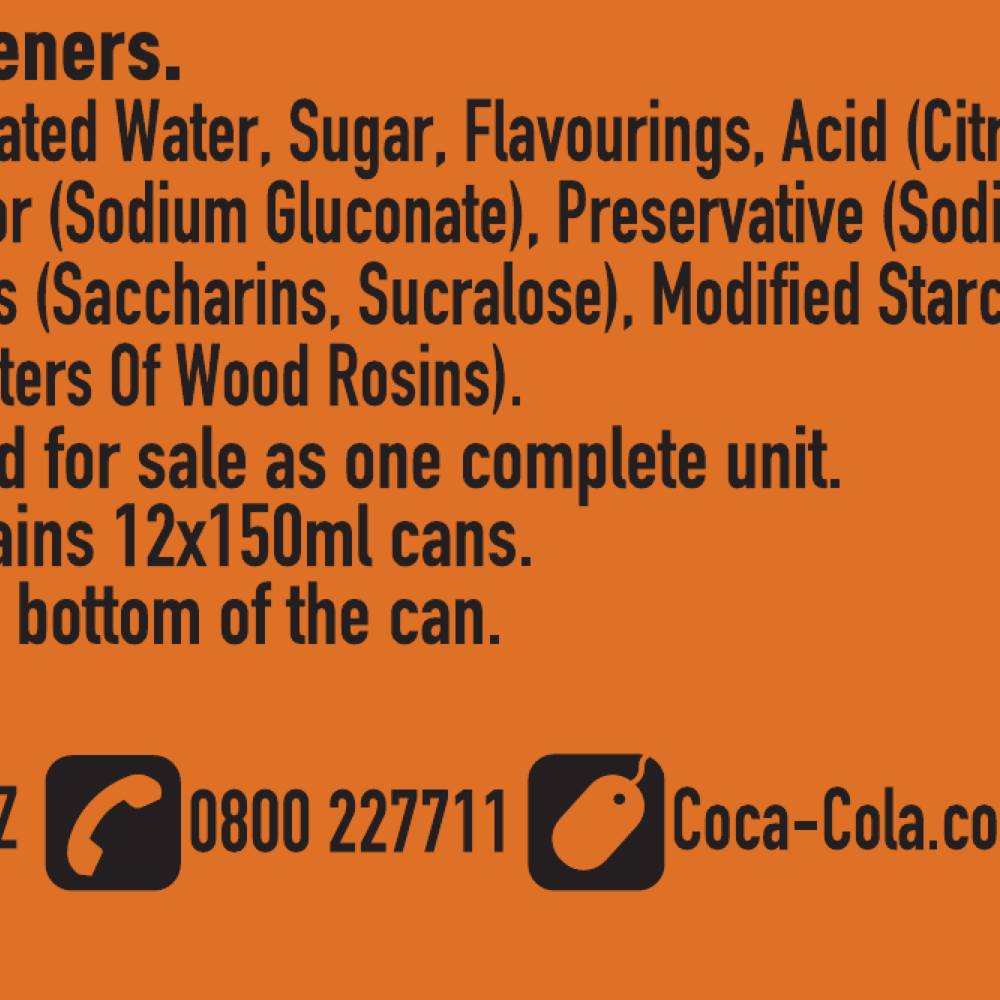 eners.
ated Water, Sugar, Flavourings, Acid (Citr
or (Sodium Gluconate), Preservative (Sodi
s (Saccharins, Sucralose), Modified Starc
ters Of Wood Rosins).
d for sale as one complete unit.
ains 12x150ml cans.
bottom of the can.
Z 0800 227711 Coca-Cola.co